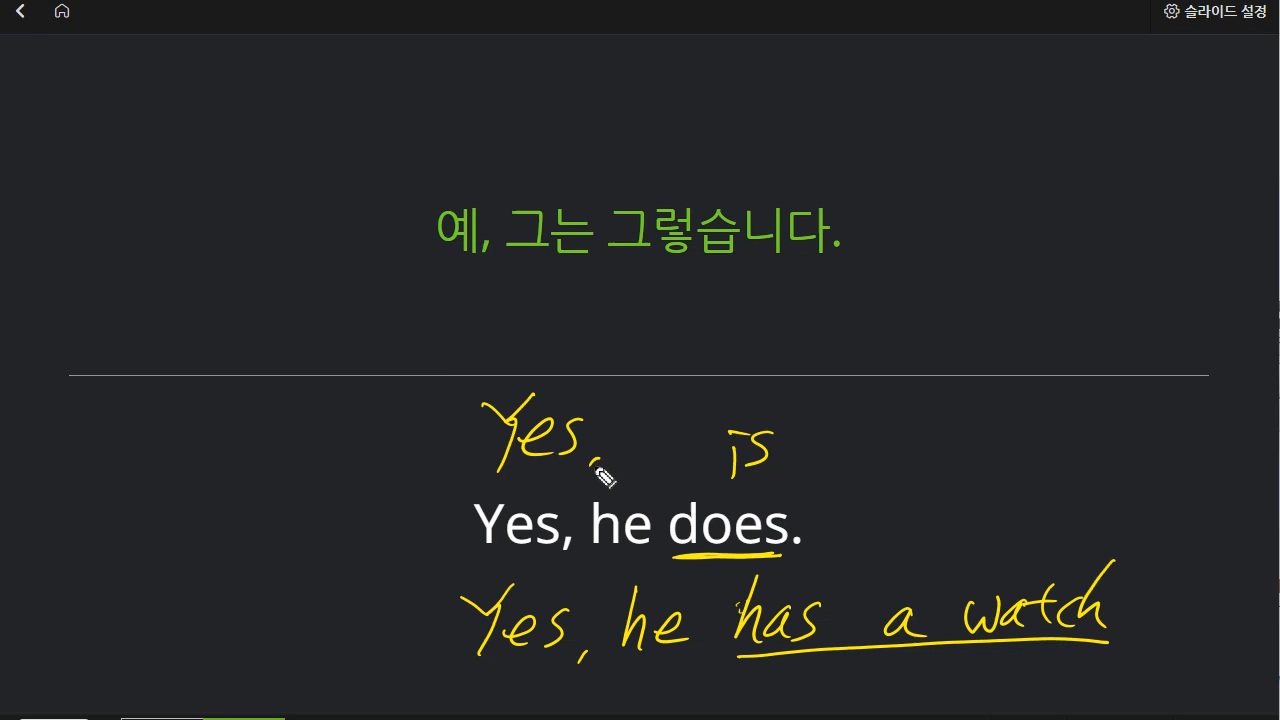 슬라이드 설정
예, 그는 그렇습니다.
Yes, is
Yes, he does.
Yes, he has a watch